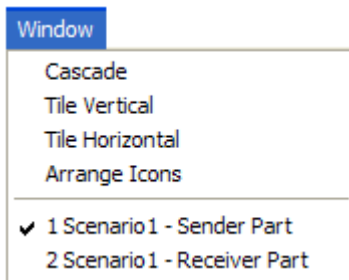 Window
Cascade
Tile Vertical
Tile Horizontal
Arrange Icons
1 Scenario1 - Sender Part
2 Scenario1 - Receiver Part